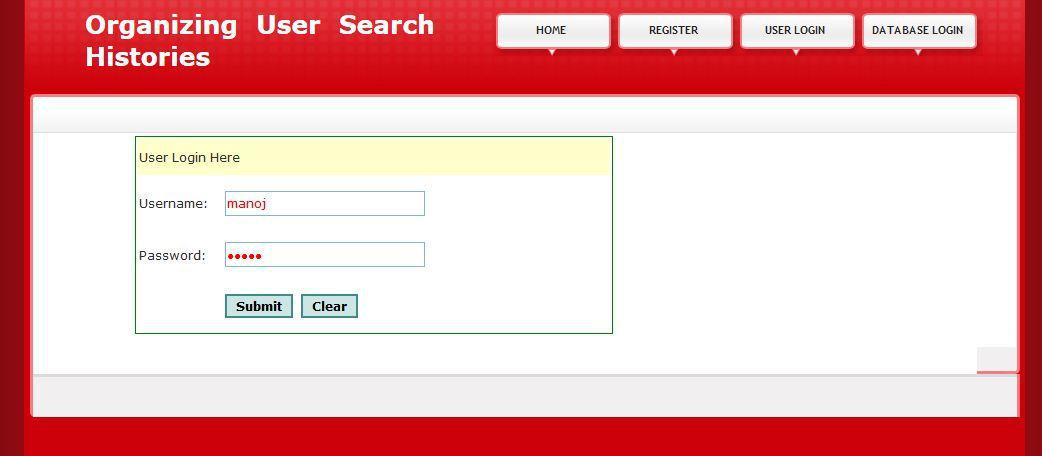 Organizing User Search
Histories
HOME
REGISTER
USER LOGIN
DATABASE LOGIN
User Login Here
Username: manoj
Password: •••••
Submit Clear